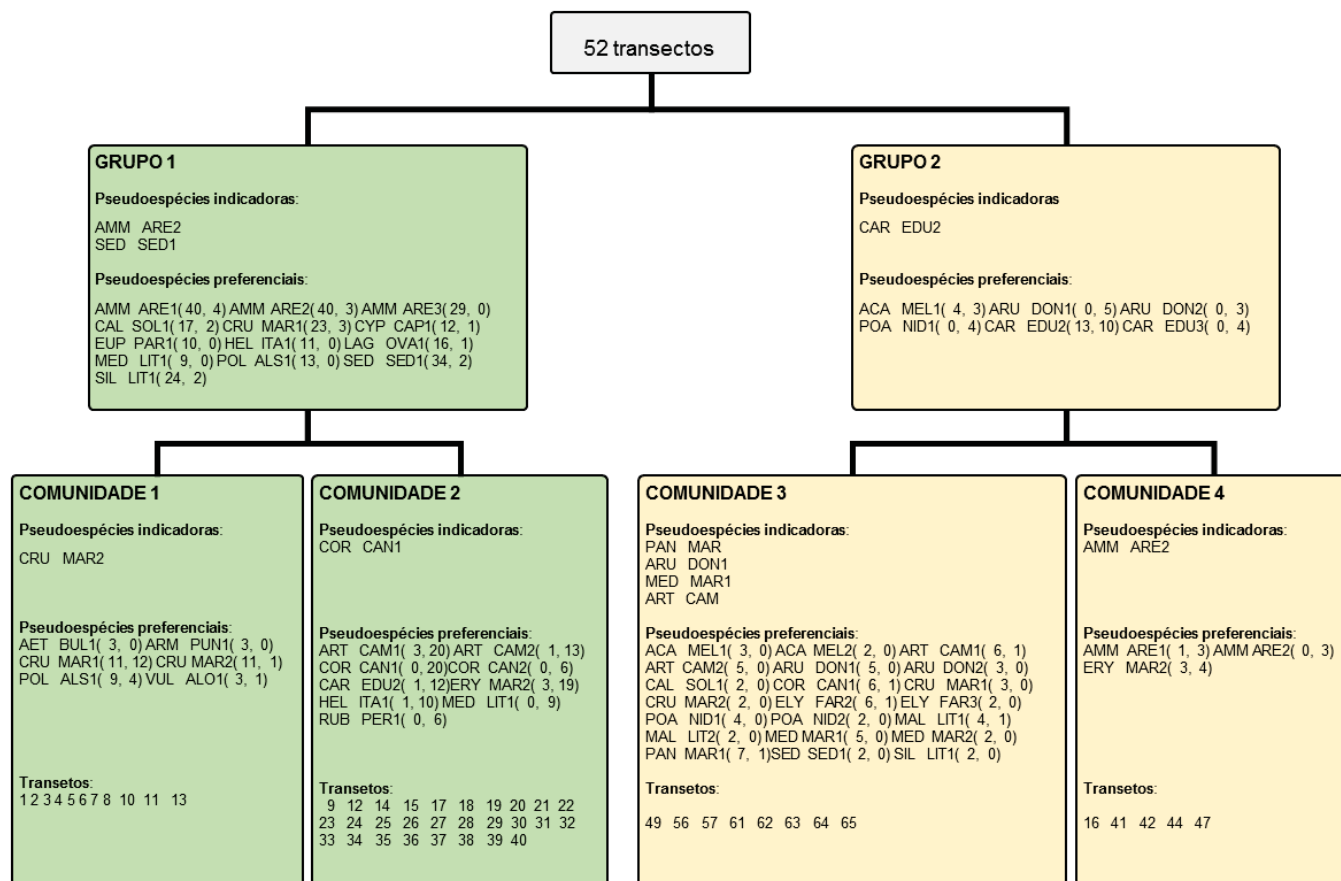 52 transectos
GRUPO 1
Pseudoespécies indicadoras:
AMM ARE2
SED SED1
Pseudoespécies preferenciais:
AMM ARE1( 40, 4) AMM ARE2( 40, 3) AMM ARE3( 29, 0)
CAL SOL1( 17, 2) CRU MAR1( 23, 3) CYP CAP1( 12, 1)
EUP PAR1( 10, 0) HEL ITA1( 11, 0) LAG OVA1( 16, 1)
MED LIT1( 9, 0) POL ALS1( 13, 0) SED SED1( 34, 2)
SIL LIT1( 24, 2)
GRUPO 2
Pseudoespécies indicadoras
CAR EDU2
Pseudoespécies preferenciais:
ACA MEL1( 4, 3) ARU DON1( 0, 5) ARU DON2( 0, 3)
POA NID1( 0, 4) CAR EDU2( 13, 10) CAR EDU3( 0, 4)
COMUNIDADE 1
Pseudoespécies indicadoras:
CRU MAR2
Pseudoespécies preferenciais:
AET BUL1( 3, 0) ARM PUN1( 3, 0)
CRU MAR1( 11, 12) CRU MAR2( 11, 1)
POL ALS1( 9, 4) VUL ALO1( 3, 1)
Transetos:
1 2 3 4 5 6 7 8 10 11 13
COMUNIDADE 2
Pseudoespécies indicadoras:
COR CAN1
Pseudoespécies preferenciais:
ART CAM1( 3, 20) ART CAM2( 1, 13)
COR CAN1( 0, 20)COR CAN2( 0, 6)
CAR EDU2( 1, 12)ERY MAR2( 3, 19)
HEL ITA1( 1, 10) MED LIT1( 0, 9)
RUB PER1( 0, 6)
Transetos:
9 12 14 15 17 18 19 20 21 22
23 24 25 26 27 28 29 30 31 32
33 34 35 36 37 38 39 40
COMUNIDADE 3
Pseudoespécies indicadoras:
PAN MAR
ARU DON1
MED MAR1
ART CAM
Pseudoespécies preferenciais:
ACA MEL1( 3, 0) ACA MEL2( 2, 0) ART CAM1( 6, 1)
ART CAM2( 5, 0) ARU DON1( 5, 0) ARU DON2( 3, 0)
CAL SOL1( 2, 0) COR CAN1( 6, 1) CRU MAR1( 3, 0)
CRU MAR2( 2, 0) ELY FAR2( 6, 1) ELY FAR3( 2, 0)
POA NID1( 4, 0) POA NID2( 2, 0) MAL LIT1( 4, 1)
MAL LIT2( 2, 0) MED MAR1( 5, 0) MED MAR2( 2, 0)
PAN MAR1( 7, 1)SED SED1( 2, 0) SIL LIT1( 2, 0)
Transetos:
49 56 57 61 62 63 64 65
COMUNIDADE 4
Pseudoespécies indicadoras:
AMM ARE2
Pseudoespécies preferenciais:
AMM ARE1( 1, 3) AMM ARE2( 0, 3)
ERY MAR2( 3, 4)
Transetos:
16 41 42 44 47